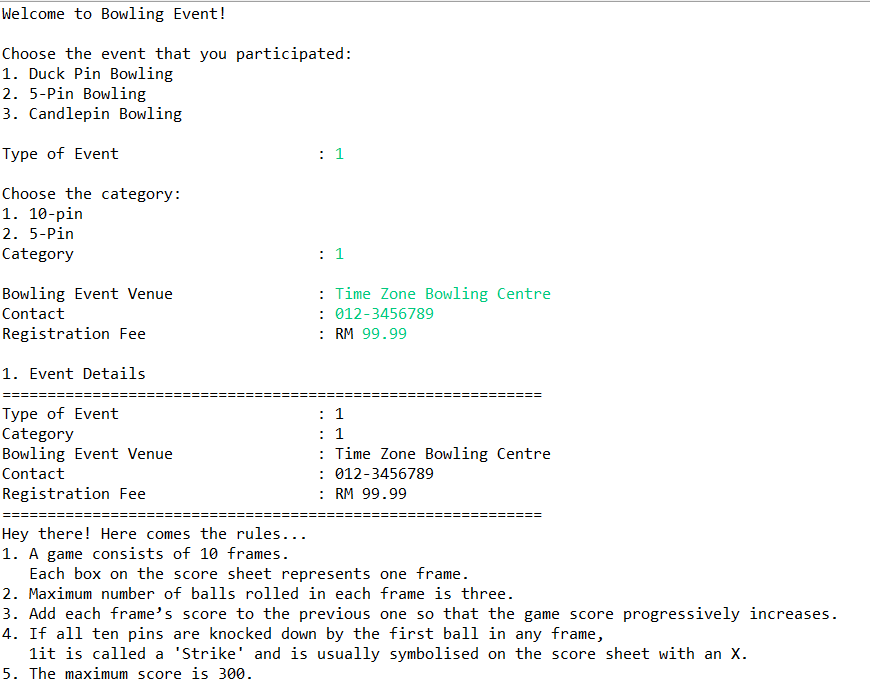 Welcome to Bowling Event!
Choose the event that you participated:
1. Duck Pin Bowling
2. 5-Pin Bowling
3. Candlepin Bowling
Type of Event : 1
Choose the category:
1. 10-pin
2. 5-Pin
Category : 1
Bowling Event Venue : Time Zone Bowling Centre
Contact : 012-3456789
Registration Fee : RM 99.99
1. Event Details
============================================================
Type of Event : 1
Category : 1
Bowling Event Venue : Time Zone Bowling Centre
Contact : 012-3456789
Registration Fee : RM 99.99
============================================================
Hey there! Here comes the rules...
1. A game consists of 10 frames.
Each box on the score sheet represents one frame.
2. Maximum number of balls rolled in each frame is three.
3. Add each frame’s score to the previous one so that the game score progressively increases.
4. If all ten pins are knocked down by the first ball in any frame,
1it is called a 'Strike' and is usually symbolised on the score sheet with an X.
5. The maximum score is 300.